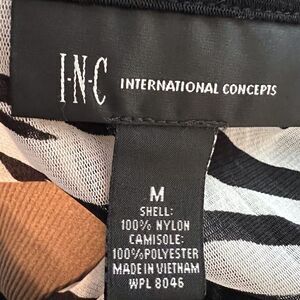 I·N·C INTERNATIONAL CONCEPTS
M
SHELL:
100% NYLON
CAMISOLE:
100% POLYESTER
MADE IN VIETNAM
WPL 8046